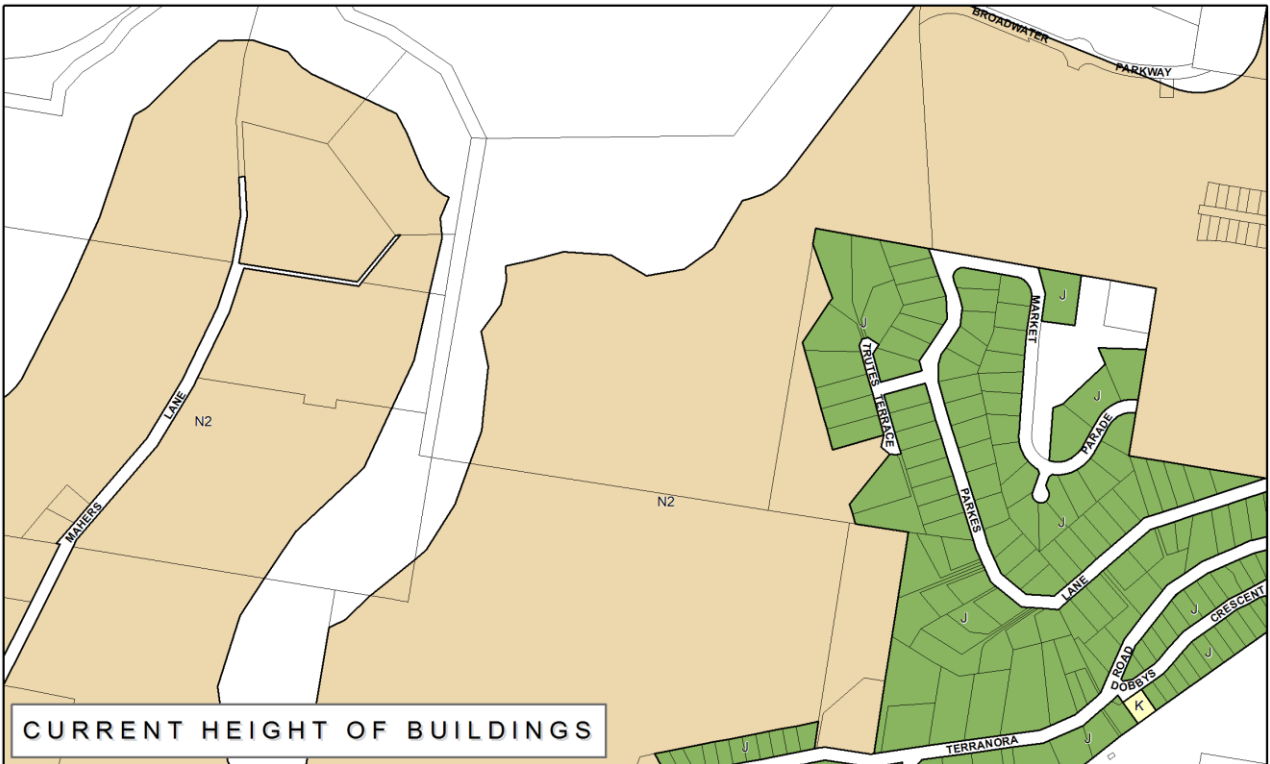 BROADWATER
PARKWAY
J
MARKET
J
TRUTES TERRACE
J
PARADE
LANE
N2
N2
PARKES
MAHERS
J
LANE
J
J
CRESCENT
ROAD
J
DOBBYS
K
TERRANORA
J
J
CURRENT HEIGHT OF BUILDINGS